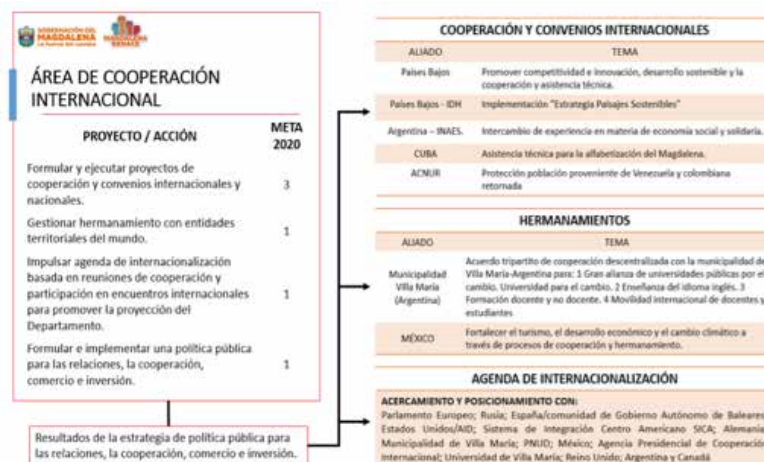 GOBERNACIÓN DEL
MAGDALENA
ÁREA DE COOPERACIÓN
INTERNACIONAL
PROYECTO / ACCIÓN
META
2020
Formular y ejecutar proyectos de
cooperación y convenios internacionales y
nacionales.
3
Gestionar hermanamiento con entidades
territoriales del mundo.
1
Impulsar agenda de internacionalización
basada en reuniones de cooperación y
participación en encuentros internacionales
para promover la proyección del
Departamento.
1
Formular e implementar una política pública
para las relaciones, la cooperación,
comercio e inversión.
1
Resultados de la estrategia de política pública para
las relaciones, la cooperación, comercio e inversión.
COOPERACIÓN Y CONVENIOS INTERNACIONALES
ALIADO TEMA
Países Bajos Promover competitividad e innovación, desarrollo sostenible y la
cooperación y asistencia técnica.
Países Bajos - IDH Implementación "Estrategia Paisajes Sostenibles"
Argentina – INAES. Intercambio de experiencia en materia de economía social y solidaria.
CUBA Asistencia técnica para la alfabetización del Magdalena.
ACNUR Protección población proveniente de Venezuela y colombiana
retornada
HERMANAMIENTOS
ALIADO TEMA
Municipalidad
Villa María
(Argentina)
Acuerdo tripartito de cooperación descentralizada con la municipalidad de
Villa María-Argentina para: 1 Gran alianza de universidades públicas por el
cambio. Universidad para el cambio. 2 Enseñanza del idioma inglés. 3
Formación docente y no docente. 4 Movilidad internacional de docentes y
estudiantes
MÉXICO Fortalecer el turismo, el desarrollo económico y el cambio climático a
través de procesos de cooperación y hermanamiento.
AGENDA DE INTERNACIONALIZACIÓN
ACERCAMIENTO Y POSICIONAMIENTO CON:
Parlamento Europeo; Rusia; España/comunidad de Gobierno Autónomo de Baleares
Estados Unidos/AID; Sistema de Integración Centro Americano SICA; Alemania
Municipalidad de Villa María; PNUD; México; Agencia Presidencial de Cooperación
Internacional; Universidad de Villa María; Reino Unido; Argentina y Canadá